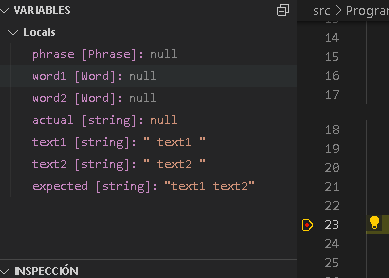 VARIABLES
Locals
phrase [Phrase]: null
word1 [Word]: null
word2 [Word]: null
actual [string]: null
text1 [string]: " text1 "
text2 [string]: " text2 "
expected [string]: "text1 text2"
INSPECCIÓN
src > Program
14
15
16
17
18
19
20
21
22
23
24
25